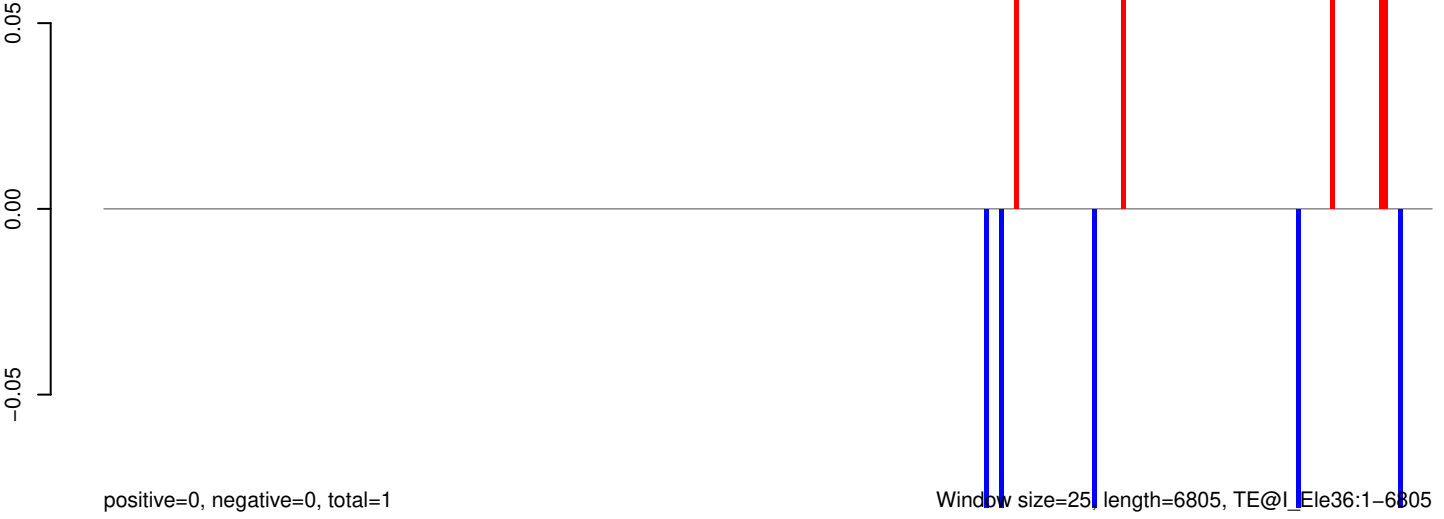 0.05
0.00
−0.05
positive=0, negative=0, total=1
Window size=25, length=6805, TE@I_Ele36:1−6805